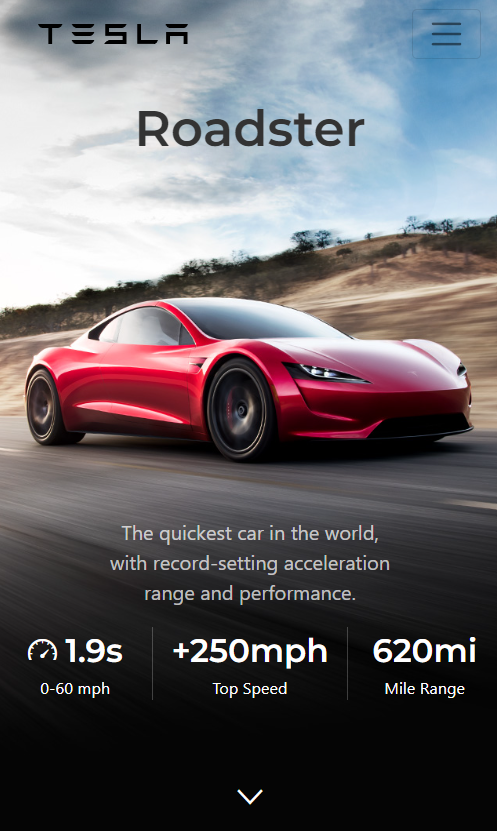 TESLA
Roadster
The quickest car in the world,
with record-setting acceleration
range and performance.
1.9s +250mph 620mi
0-60 mph Top Speed Mile Range